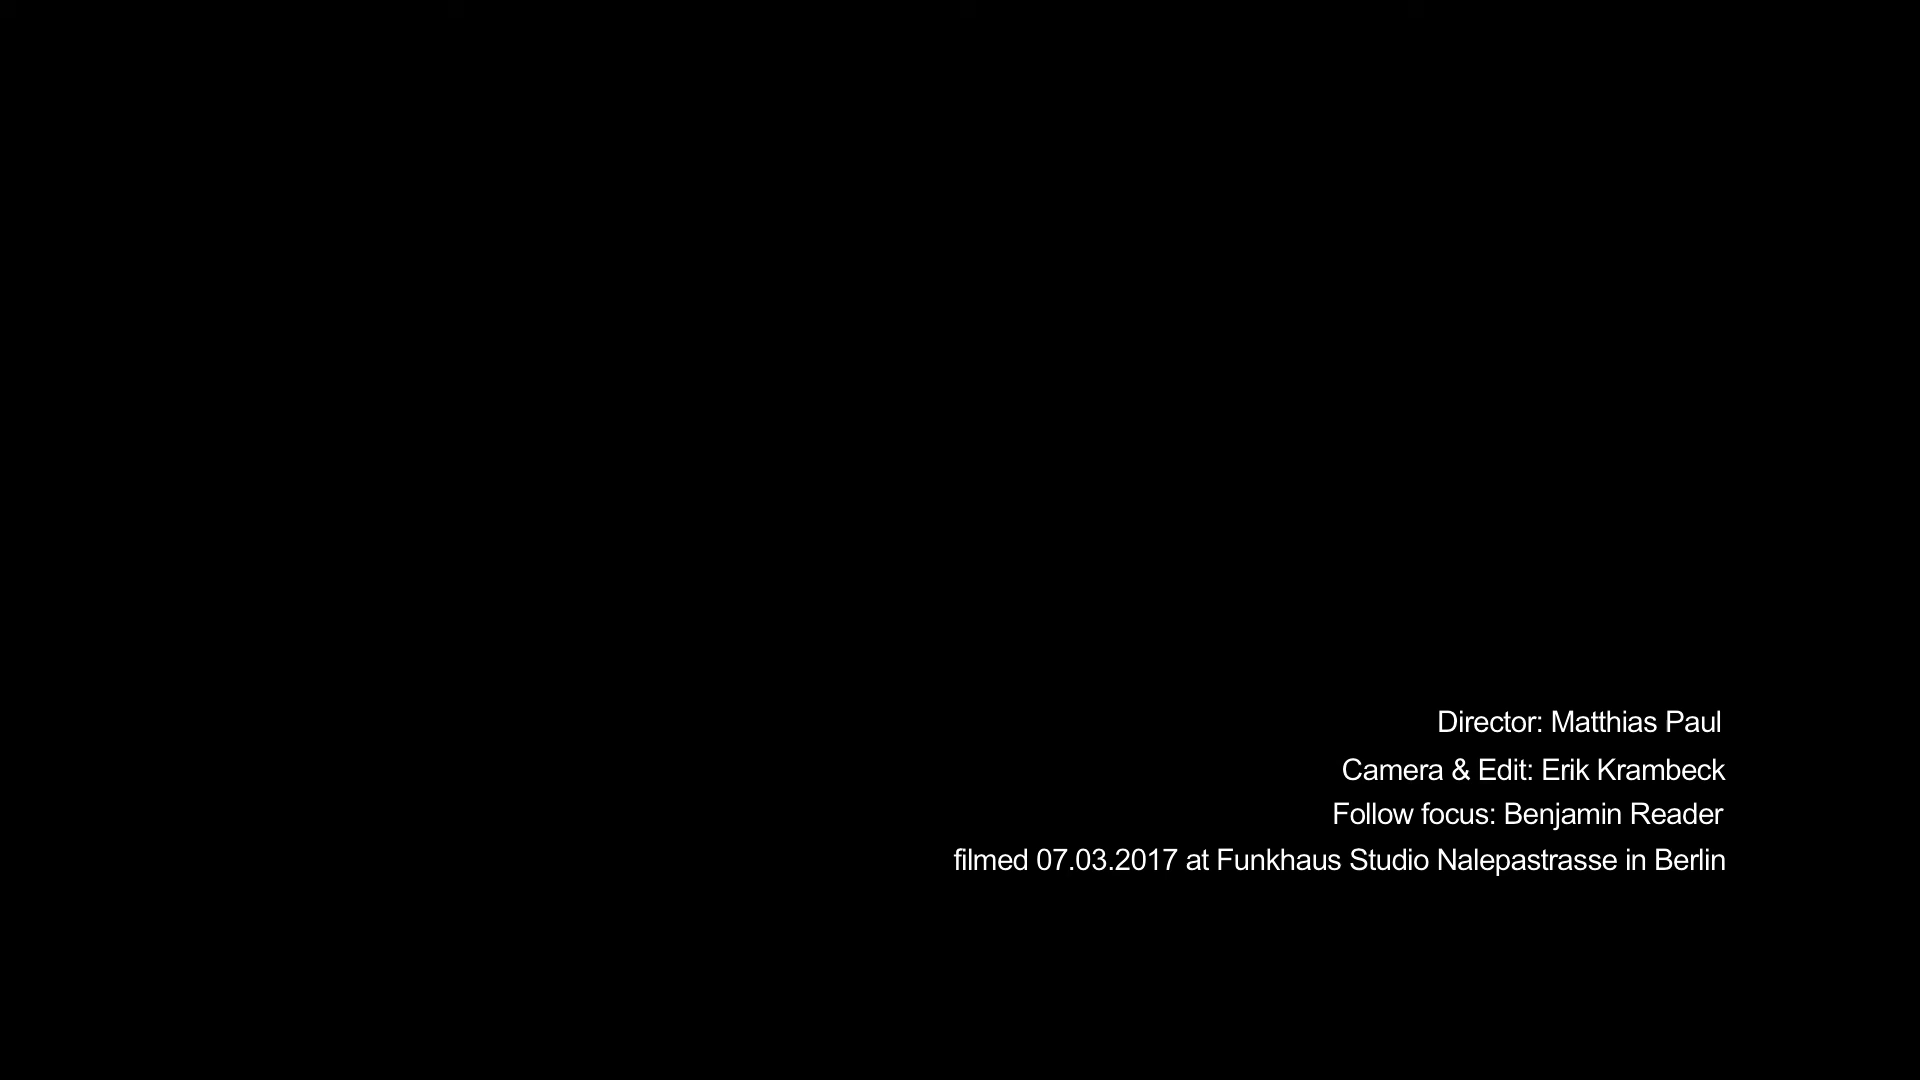 Director: Matthias Paul
Camera & Edit: Erik Krambeck
Follow focus: Benjamin Reader
filmed 07.03.2017 at Funkhaus Studio Nalepastrasse in Berlin